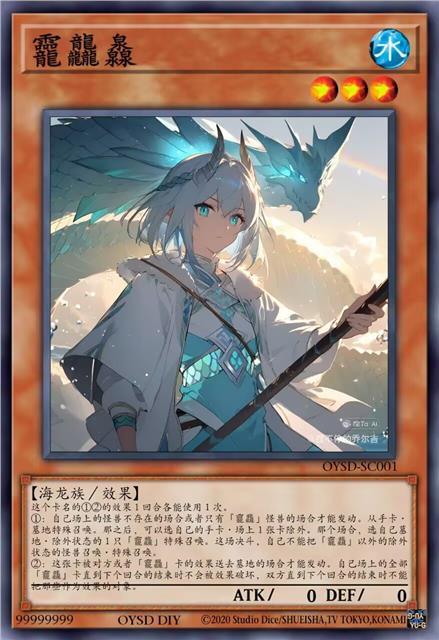 龗龘灥
水
OYSD-SC001
【海龙族/效果】
这个卡名的①②的效果1回合各能使用1次。
①：自己场上的怪兽不存在的场合或者只有「龗龘」怪兽的场合才能发动。从手卡·
墓地特殊召唤。那之后，可以选自己的手卡·场上1张卡除外。那个场合，选自己墓
地·除外状态的1只「龗龘」特殊召唤。这场决斗，自己不能把「龗龘」以外的除外
状态的怪兽召唤·特殊召唤。
②：这张卡被对方或者「龗龘」卡的效果送去墓地的场合才能发动。自己场上的全部
「龗龘」卡直到下个回合的结束时不会被效果破坏，双方直到下个回合的结束时不能
把那些作为效果的对象。
ATK/ 0 DEF/ 0
99999999 OYSD DIY ©2020 Studio Dice/SHUEISHA,TV TOKYO,KONAMI